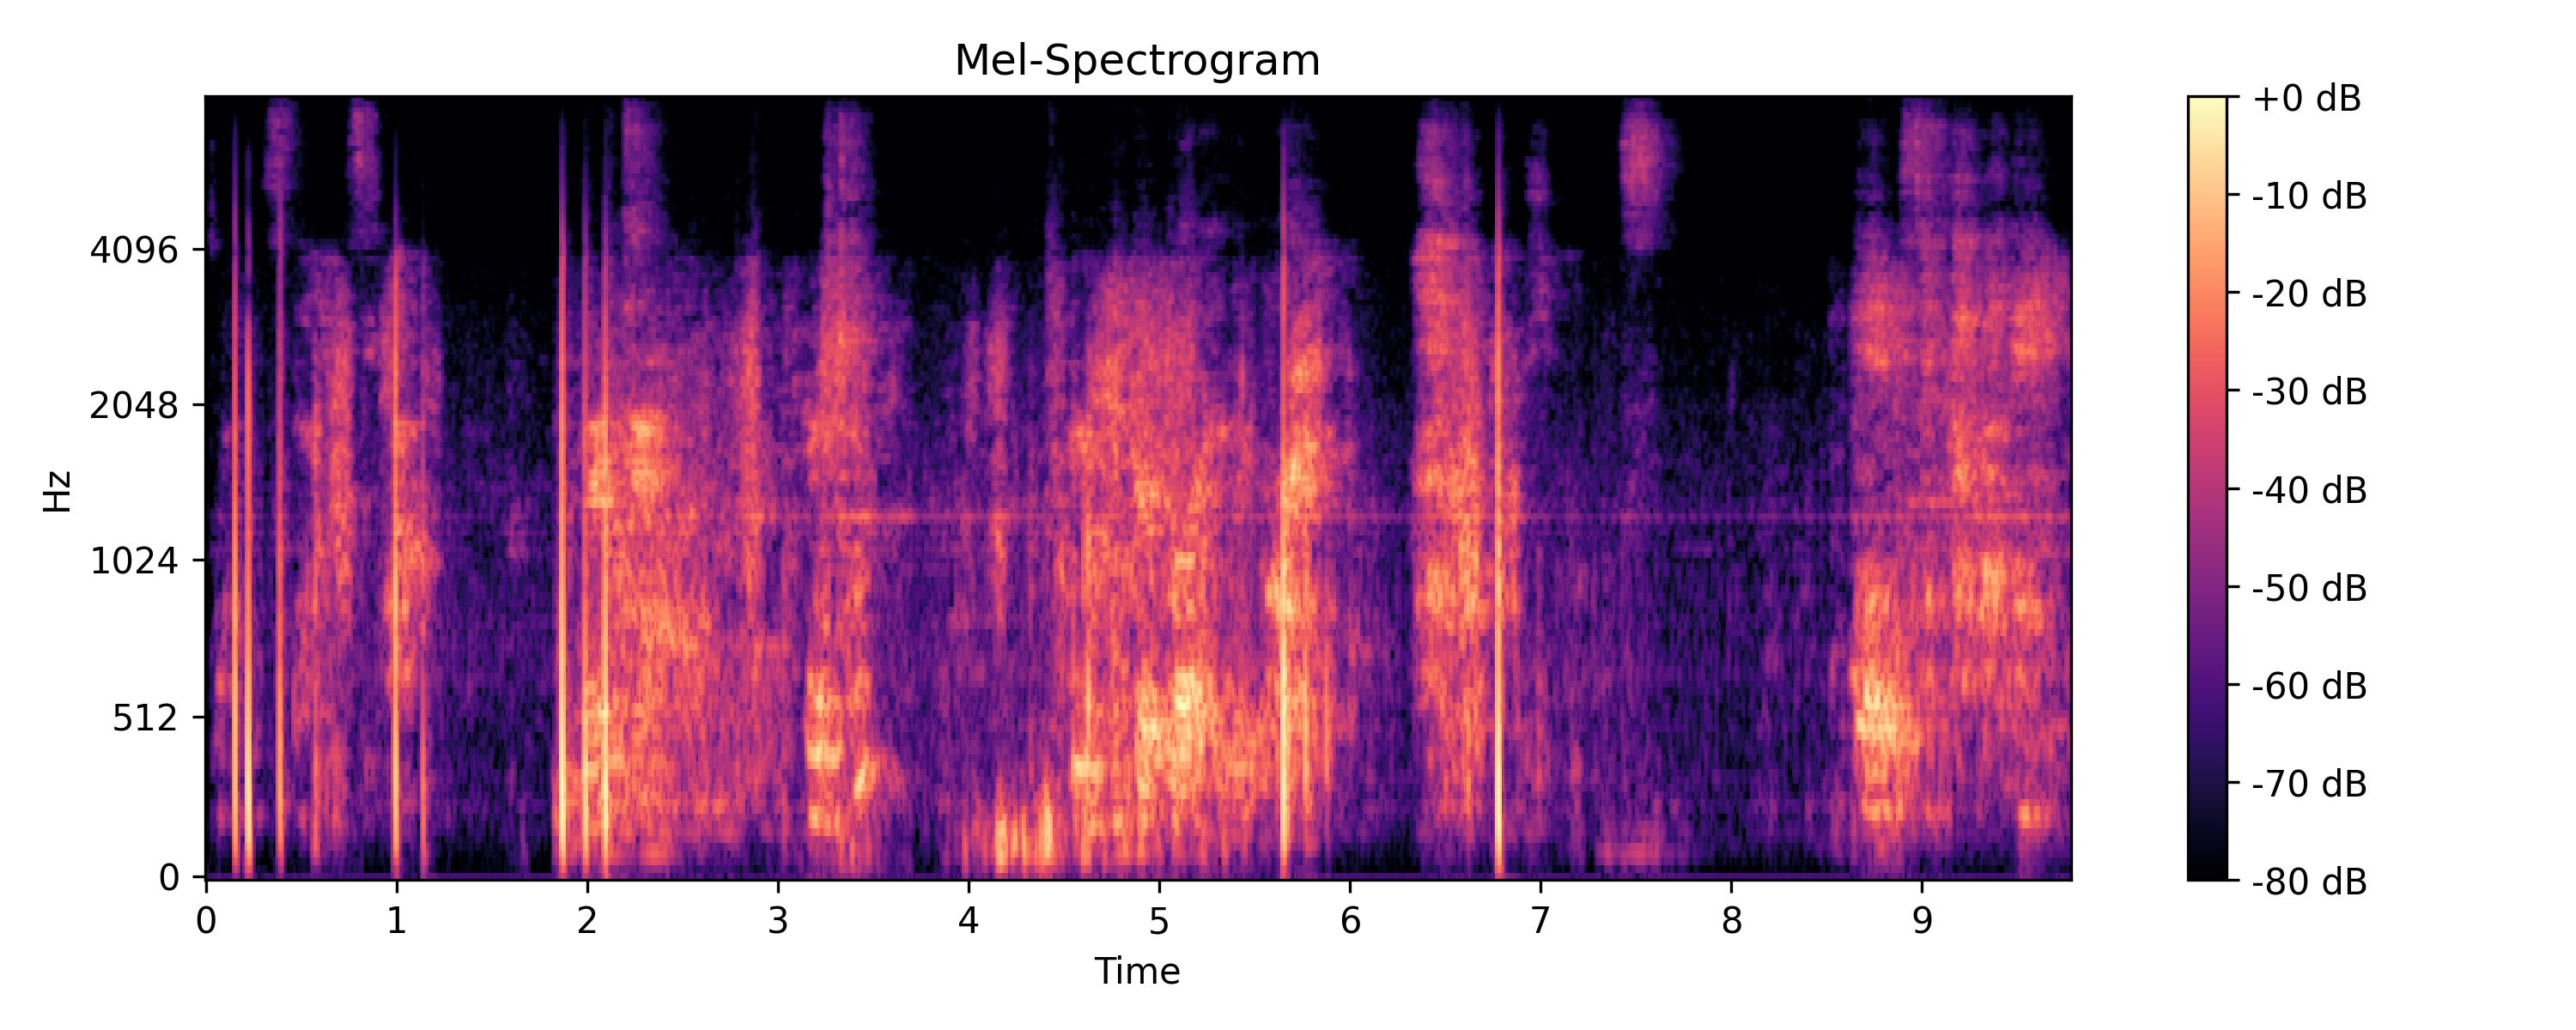 Mel-Spectrogram
Hz
4096
2048
1024
512
0
0 1 2 3 4 5 6 7 8 9
Time
+0 dB
-10 dB
-20 dB
-30 dB
-40 dB
-50 dB
-60 dB
-70 dB
-80 dB